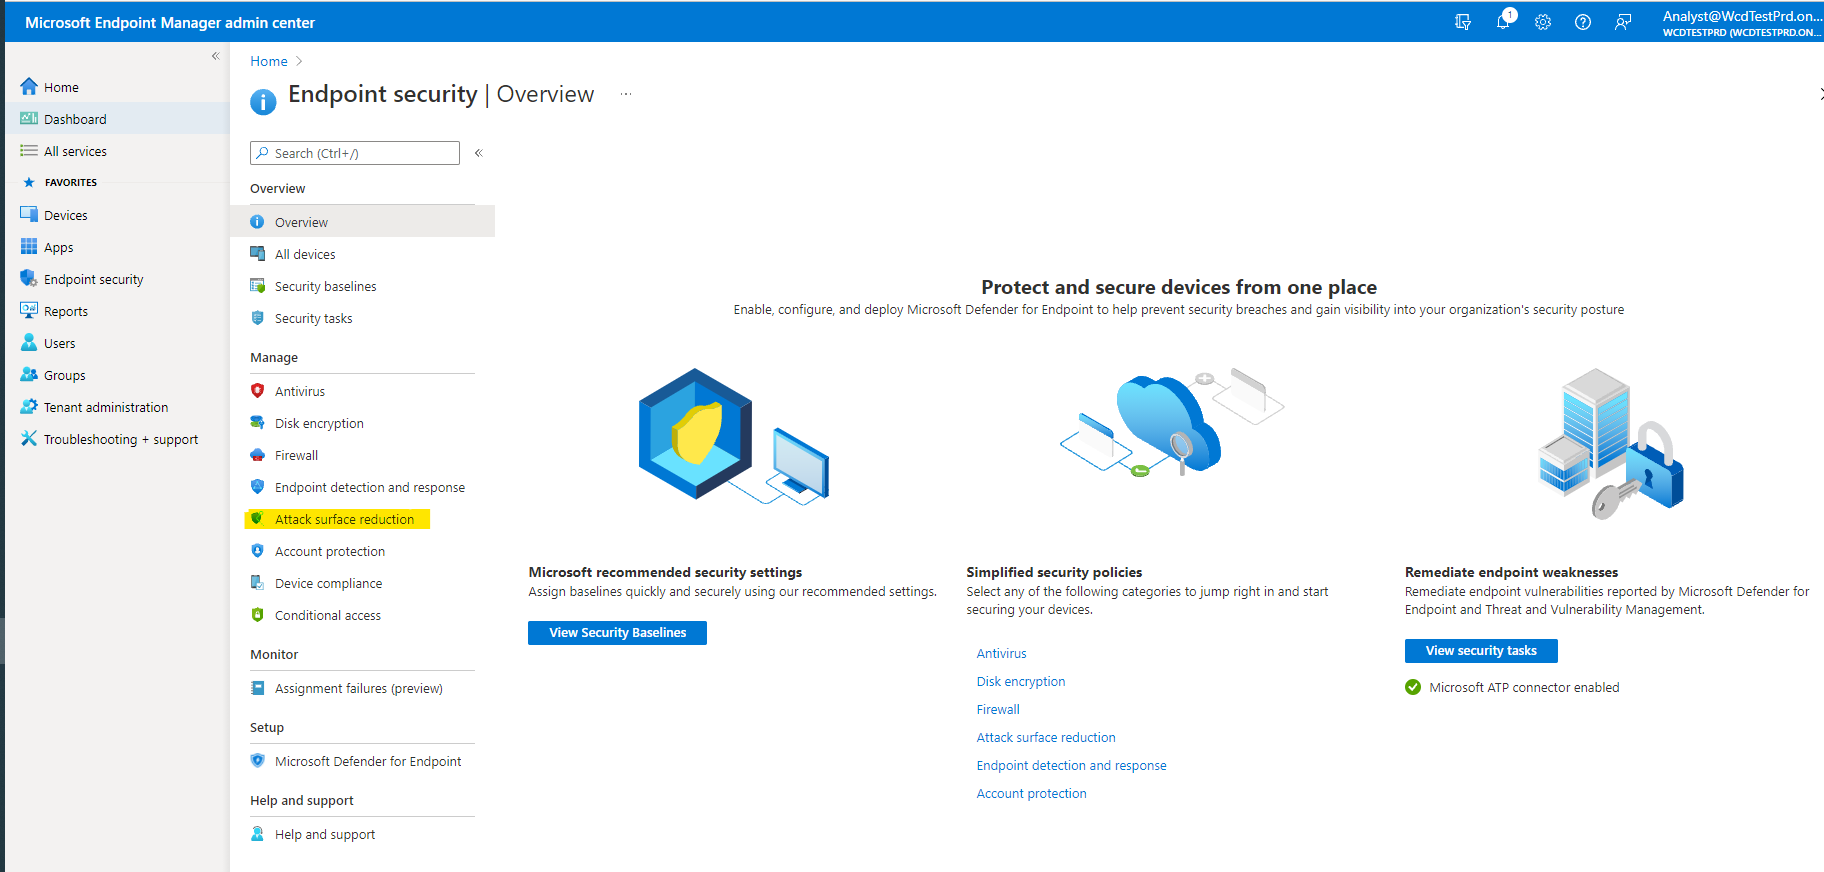 Microsoft Endpoint Manager admin center
1
Analyst@WcdTestPrd.on...
WCDTESTPRD (WCDTESTPRD.ON...
Home
Dashboard
All services
FAVORITES
Devices
Apps
Endpoint security
Reports
Users
Groups
Tenant administration
Troubleshooting + support
Home
Endpoint security | Overview
Search (Ctrl+/)
Overview
Overview
All devices
Security baselines
Security tasks
Manage
Antivirus
Disk encryption
Firewall
Endpoint detection and response
Attack surface reduction
Account protection
Device compliance
Conditional access
Monitor
Assignment failures (preview)
Setup
Microsoft Defender for Endpoint
Help and support
Help and support
Protect and secure devices from one place
Enable, configure, and deploy Microsoft Defender for Endpoint to help prevent security breaches and gain visibility into your organization's security posture
Microsoft recommended security settings
Assign baselines quickly and securely using our recommended settings.
View Security Baselines
Simplified security policies
Select any of the following categories to jump right in and start
securing your devices.
Antivirus
Disk encryption
Firewall
Attack surface reduction
Endpoint detection and response
Account protection
Remediate endpoint weaknesses
Remediate endpoint vulnerabilities reported by Microsoft Defender for
Endpoint and Threat and Vulnerability Management.
View security tasks
Microsoft ATP connector enabled